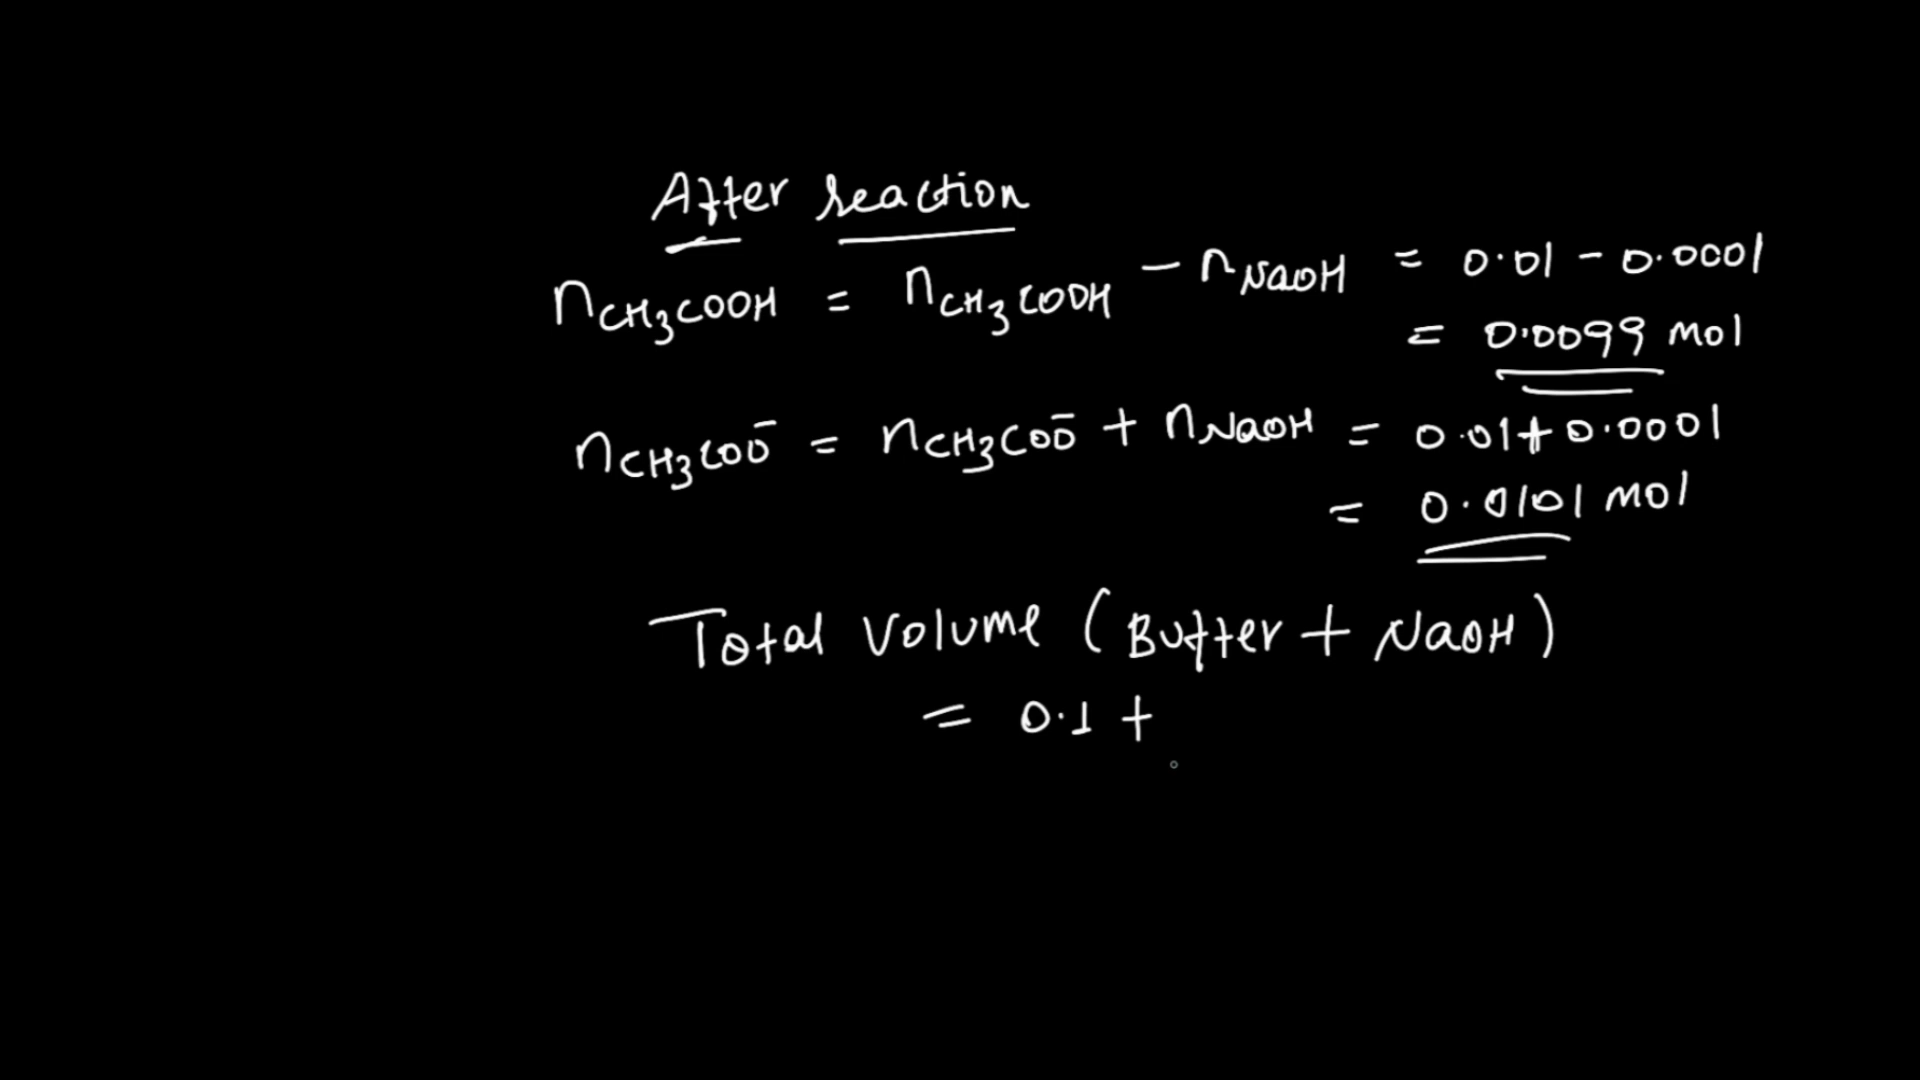 After reaction
nCH3COOH = nCH3COOH - nNaOH = 0.01 - 0.0001
= 0.0099 mol
nCH3COO- = nCH3COO- + nNaOH = 0.01 + 0.0001
= 0.0101 mol
Total volume (Buffer + NaOH)
= 0.1 +